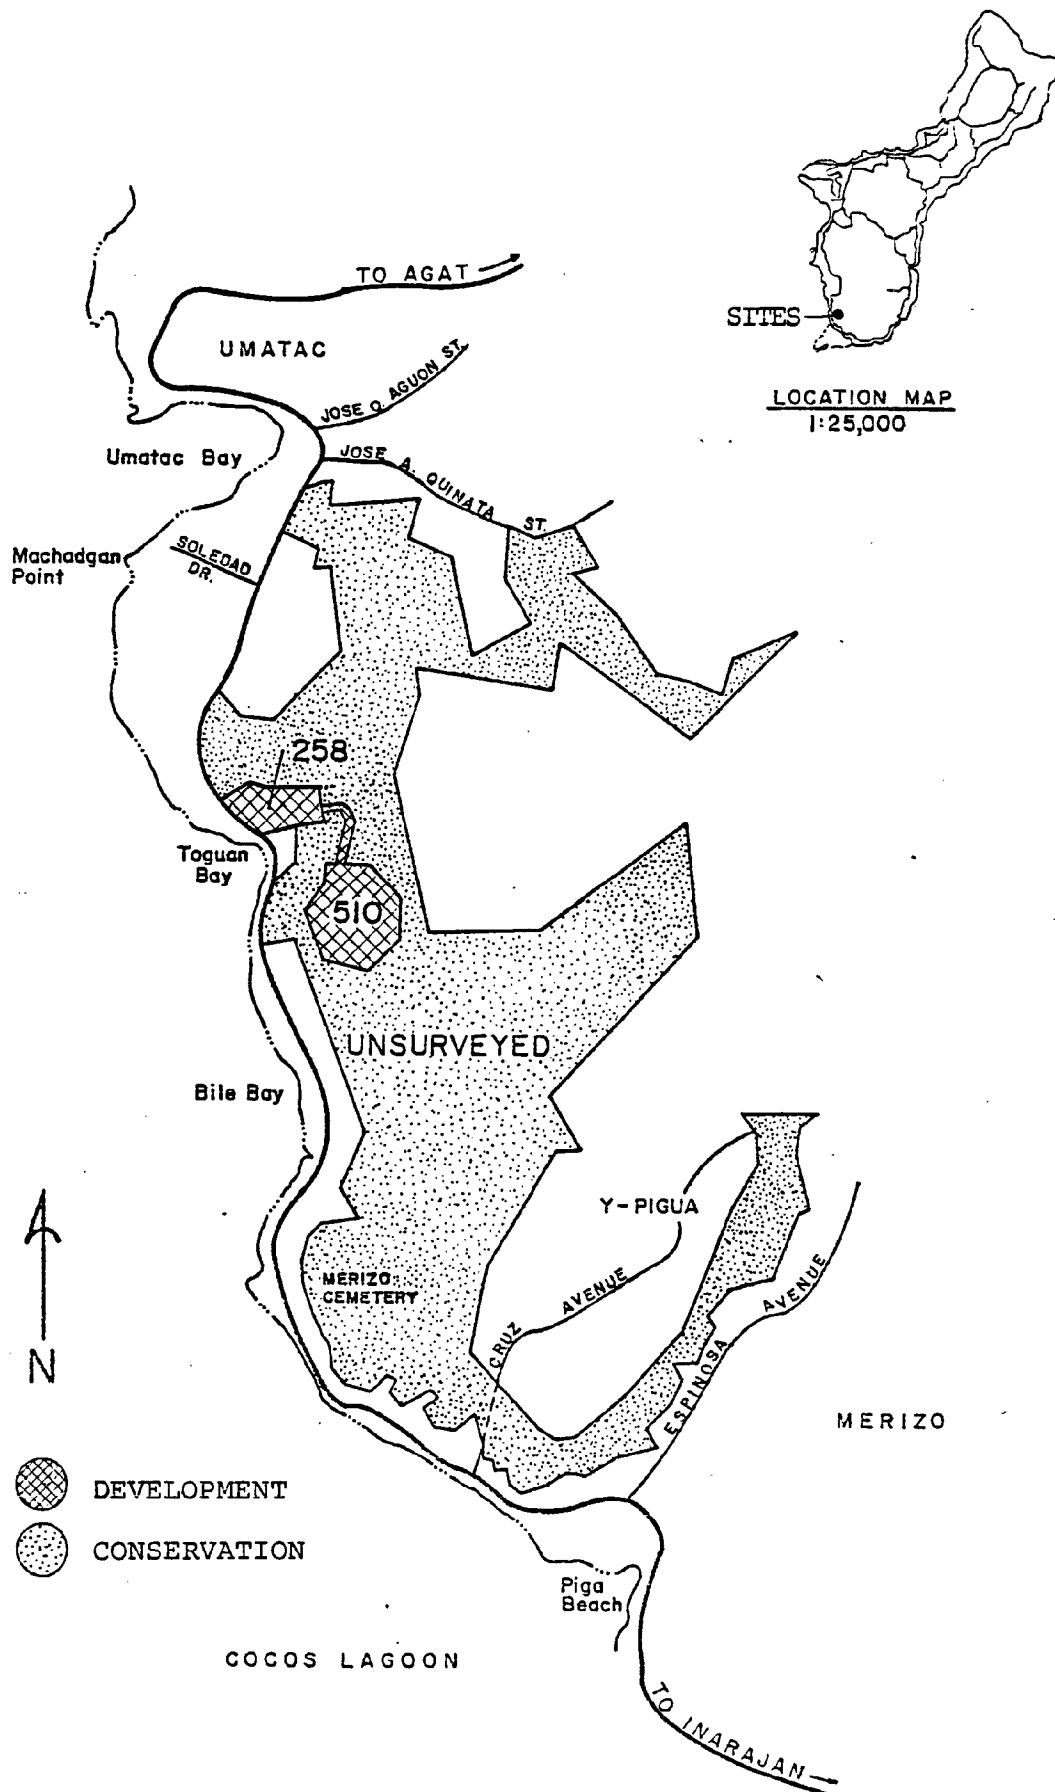 TO AGAT
UMATAC
JOSE Q. AGUON ST.
SITES
LOCATION MAP
1:25,000
Umatac Bay
JOSE A. QUINATA ST.
Machadgan
Point
SOLEDAD
DR.
258
Toguan
Bay
510
UNSURVEYED
Bile Bay
Y-PIGUA
MERIZO
CEMETERY
CRUZ AVENUE
ESPINOSA AVENUE
N
MERIZO
DEVELOPMENT
CONSERVATION
Piga
Beach
COCOS LAGOON
TO INARAJAN